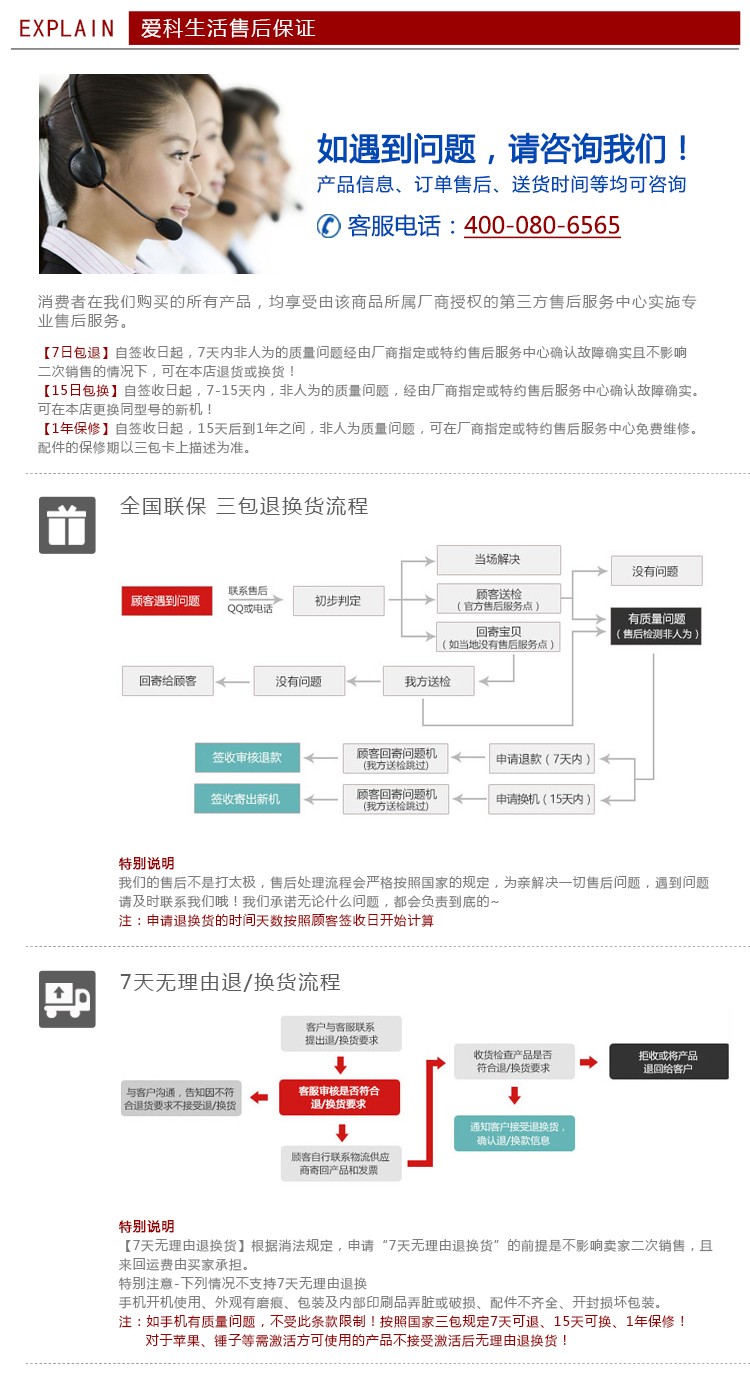 EXPLAIN 爱科生活售后保证
如遇到问题，请咨询我们！
产品信息、订单售后、送货时间等均可咨询
客服电话：400-080-6565
消费者在我们购买的所有产品，均享受由该商品所属厂商授权的第三方售后服务中心实施专
业售后服务。
【7日包退】自签收日起，7天内非人为的质量问题经由厂商指定或特约售后服务中心确认故障确实且不影响
二次销售的情况下，可在本店退货或换货！
【15日包换】自签收日起，7-15天内，非人为的质量问题，经由厂商指定或特约售后服务中心确认故障确实。
可在本店更换同型号的新机！
【1年保修】自签收日起，15天后到1年之间，非人为质量问题，可在厂商指定或特约售后服务中心免费维修。
配件的保修期以三包卡上描述为准。
全国联保 三包退换货流程
顾客遇到问题
联系售后
QQ或电话
初步判定
当场解决
顾客送检
（官方售后服务点）
回寄宝贝
（如当地没有售后服务点）
没有问题
有质量问题
（售后检测非人为）
回寄给顾客
没有问题
我方送检
签收审核退款
顾客回寄问题机
(我方送检跳过)
申请退款（7天内）
签收寄出新机
顾客回寄问题机
(我方送检跳过)
申请换机（15天内）
特别说明
我们的售后不是打太极，售后处理流程会严格按照国家的规定，为亲解决一切售后问题，遇到问题
请及时联系我们哦！我们承诺无论什么问题，都会负责到底的~
注：申请退换货的时间天数按照顾客签收日开始计算
7天无理由退/换货流程
客户与客服联系
提出退/换货要求
与客户沟通，告知因不符
合退货要求不接受退/换货
客服审核是否符合
退/换货要求
顾客自行联系物流供应
商寄回产品和发票
收货检查产品是否
符合退/换货要求
拒收或将产品
退回给客户
通知客户接受退换货，
确认退/换款信息
特别说明
【7天无理由退换货】根据消法规定，申请“7天无理由退换货”的前提是不影响卖家二次销售，且
来回运费由买家承担。
特别注意-下列情况不支持7天无理由退换
手机开机使用、外观有磨痕、包装及内部印刷品弄脏或破损、配件不齐全、开封损坏包装。
注：如手机有质量问题，不受此条款限制！按照国家三包规定7天可退、15天可换、1年保修！
对于苹果、锤子等需激活方可使用的产品不接受激活后无理由退换货！